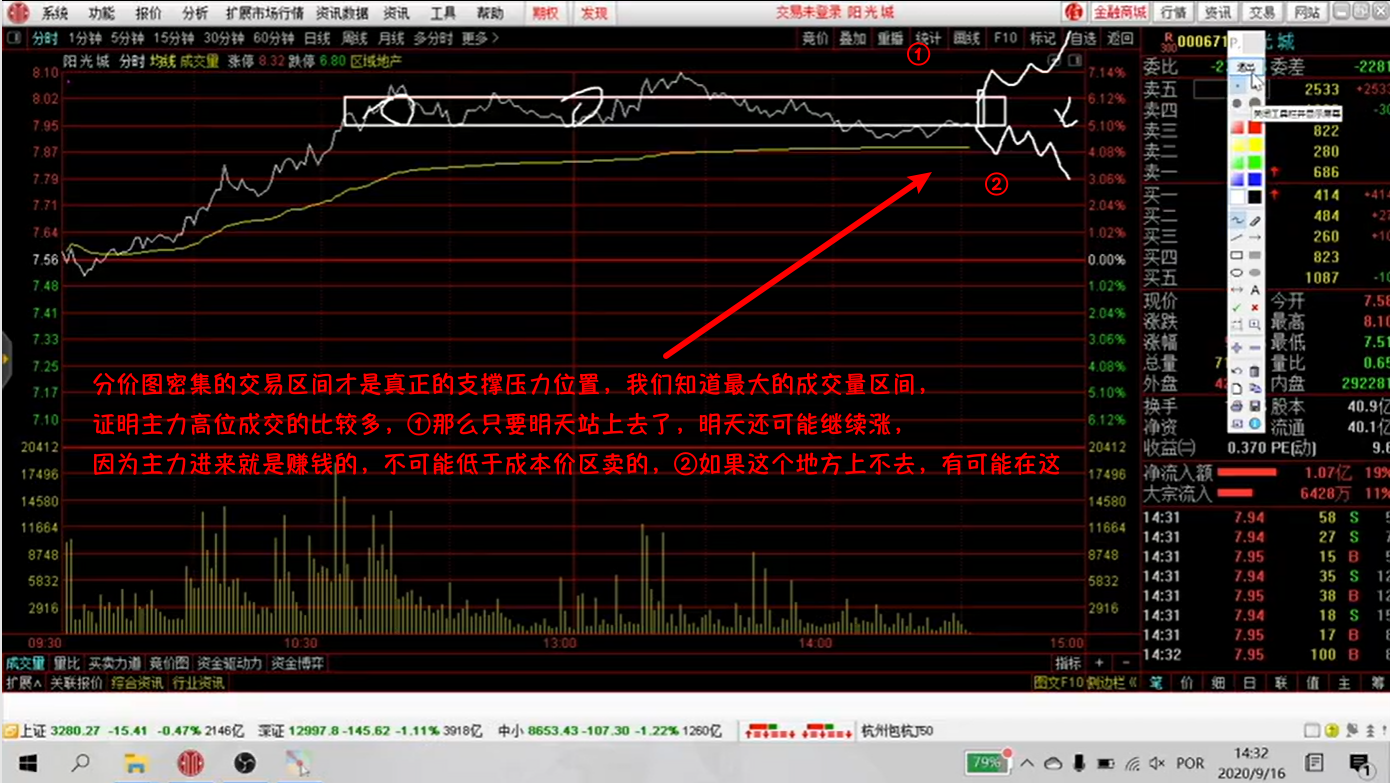 系统 功能 报价 分析 扩展市场行情 资讯数据 资讯 工具 帮助 期权 发现 交易未登录 阳光城 金融商城 行情 资讯 交易 网站
分时 1分钟 5分钟 15分钟 30分钟 60分钟 日线 周线 月线 多分时 更多> 竞价 叠加 重播 统计 画线 F10 标记 自选 返回 R 300 000671 城
阳光城 分时 均线 成交量 涨停 8.32 跌停 6.80 区域地产
①
②
8.10 7.14%
8.02 6.12%
7.95 5.10%
7.87 4.08%
7.79 3.06%
7.71 2.04%
7.64 1.02%
7.56 0.00%
7.48 1.02%
7.41 2.04%
7.33 3.06%
7.25 4.08%
7.17 5.10%
7.10 6.12%
20412 20412
17496 17496
14580 14580
11664 11664
8748 8748
5832 5832
2916 2916
09:30 10:30 13:00 14:00 15:00
分价图密集的交易区间才是真正的支撑压力位置，我们知道最大的成交量区间，
证明主力高位成交的比较多，①那么只要明天站上去了，明天还可能继续涨，
因为主力进来就是赚钱的，不可能低于成本价区卖的，②如果这个地方上不去，有可能在这
委比 委差 -2281
卖五 2533 +2533
卖四
卖三 822
卖二 280
卖一 686
买一 414
买二 484
买三 260
买四 823
买五 1087
退出
A
现价 今开 7.58
涨跌 最高 8.10
涨幅 最低 7.51
总量 量比
外盘 内盘 292281
换手 股本 40.9亿
净资 流通 40.1亿
收益㈡ 0.370 PE(动)
净流入额 1.07亿 19%
大宗流入 6428万 11%
14:31 7.94 58 S
14:31 7.94 27 S
14:31 7.95 15 B
14:31 7.94 35 S
14:31 7.95 38 B
14:31 7.94 18 S
14:31 7.95 17 B
14:32 7.95 100 B
成交量 量比 买卖力道 竞价图 资金驱动力 资金博弈 指标 + -
扩展∧ 关联报价 综合资讯 行业资讯 图文F10 侧边栏《 笔 价 细 日 联 值 主 筹
上证 3280.27 -15.41 -0.47% 2146亿 深证 12997.8 -145.62 -1.11% 3918亿 中小 8653.43 -107.30 -1.22% 1260亿 杭州包杭J50
79% POR 14:32
2020/9/16
1